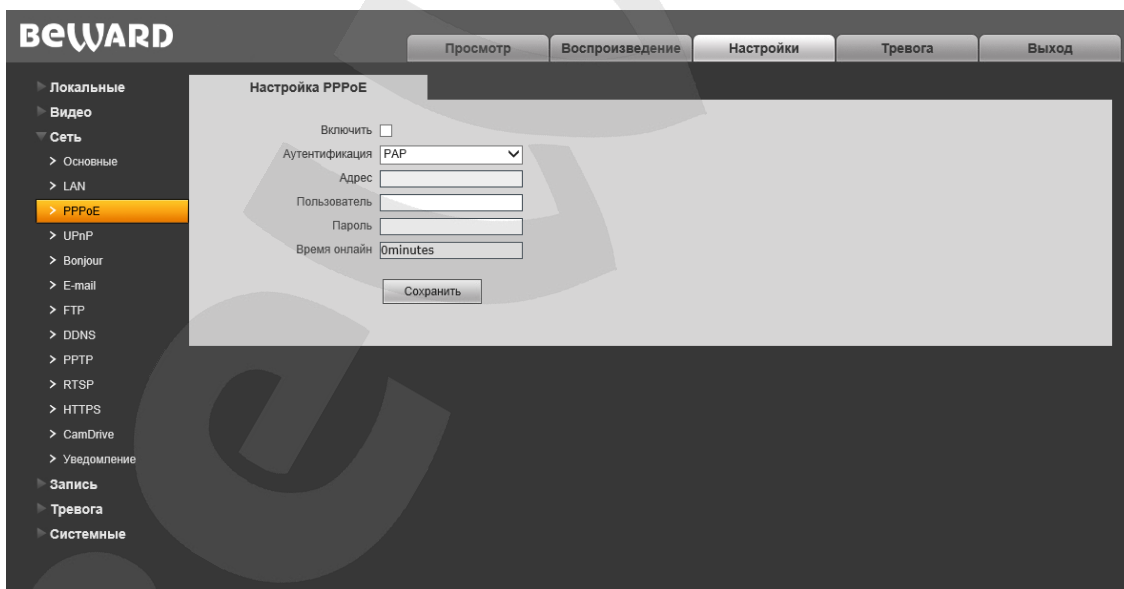 BEWARD
Просмотр Воспроизведение Настройки Тревога Выход
Локальные
Видео
Сеть
Основные
LAN
PPPoE
UPnP
Bonjour
E-mail
FTP
DDNS
PPTP
RTSP
HTTPS
CamDrive
Уведомление
Запись
Тревога
Системные
Настройка PPPoE
Включить
Аутентификация PAP
Адрес
Пользователь
Пароль
Время онлайн 0minutes
Сохранить